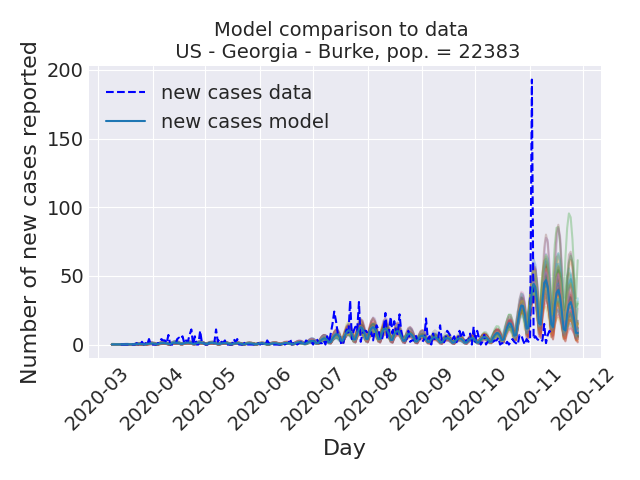 Model comparison to data
US - Georgia - Burke, pop. = 22383
Number of new cases reported
200
150
100
50
0
new cases data
new cases model
2020-03
2020-04
2020-05
2020-06
2020-07
2020-08
2020-09
2020-10
2020-11
2020-12
Day